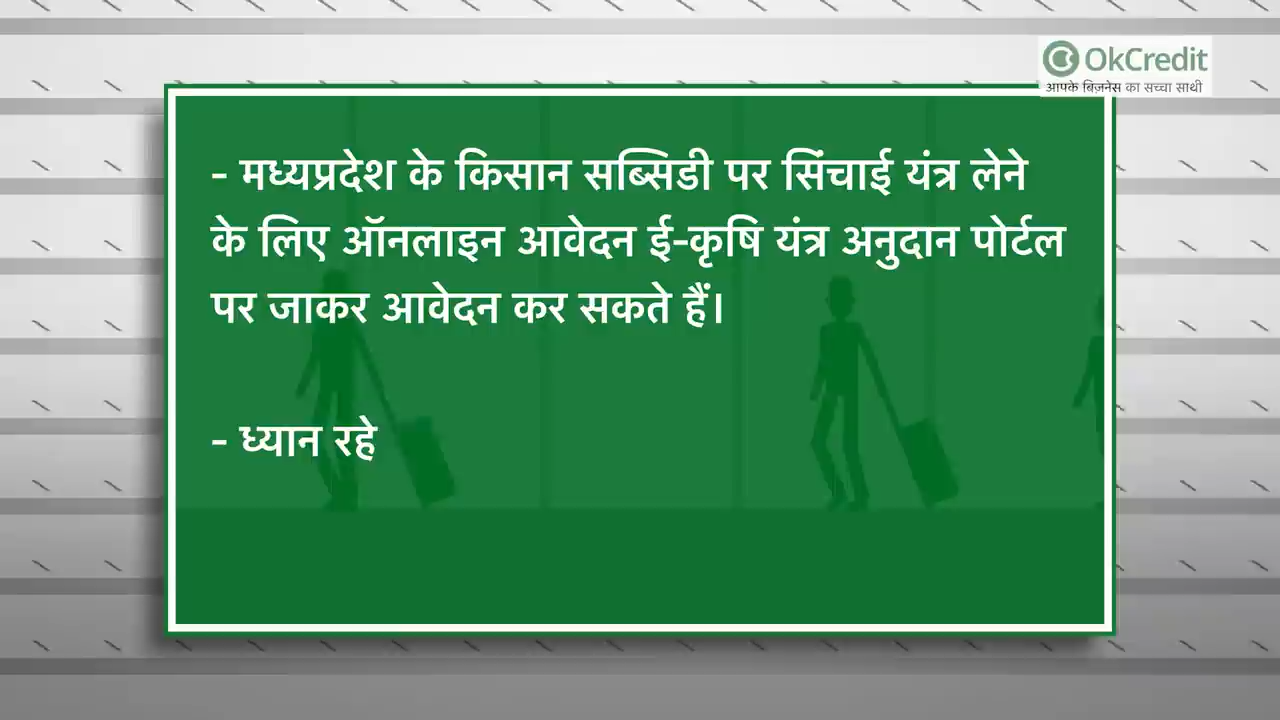 OkCredit
आपके बिज़नेस का सच्चा साथी
- मध्यप्रदेश के किसान सब्सिडी पर सिंचाई यंत्र लेने
के लिए ऑनलाइन आवेदन ई-कृषि यंत्र अनुदान पोर्टल
पर जाकर आवेदन कर सकते हैं।
- ध्यान रहे